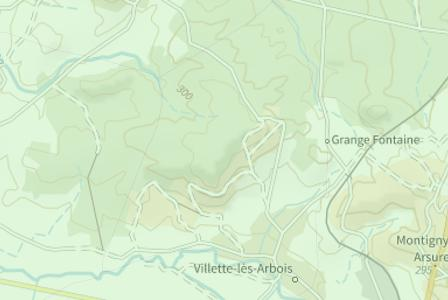 300
Grange Fontaine
Montigny
Arsure
295
Villette-lès-Arbois